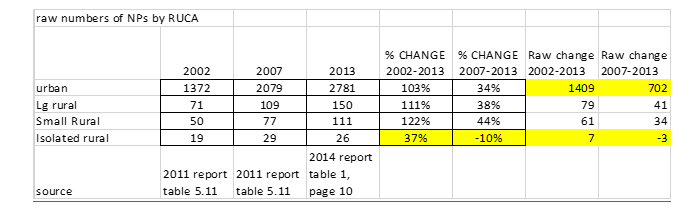 raw numbers of NPs by RUCA
% CHANGE % CHANGE Raw change Raw change
2002 2007 2013 2002-2013 2007-2013 2002-2013 2007-2013
urban 1372 2079 2781 103% 34% 1409 702
Lg rural 71 109 150 111% 38% 79 41
Small Rural 50 77 111 122% 44% 61 34
Isolated rural 19 29 26 37% -10% 7 -3
2014 report
2011 report 2011 report table 1,
source table 5.11 table 5.11 page 10